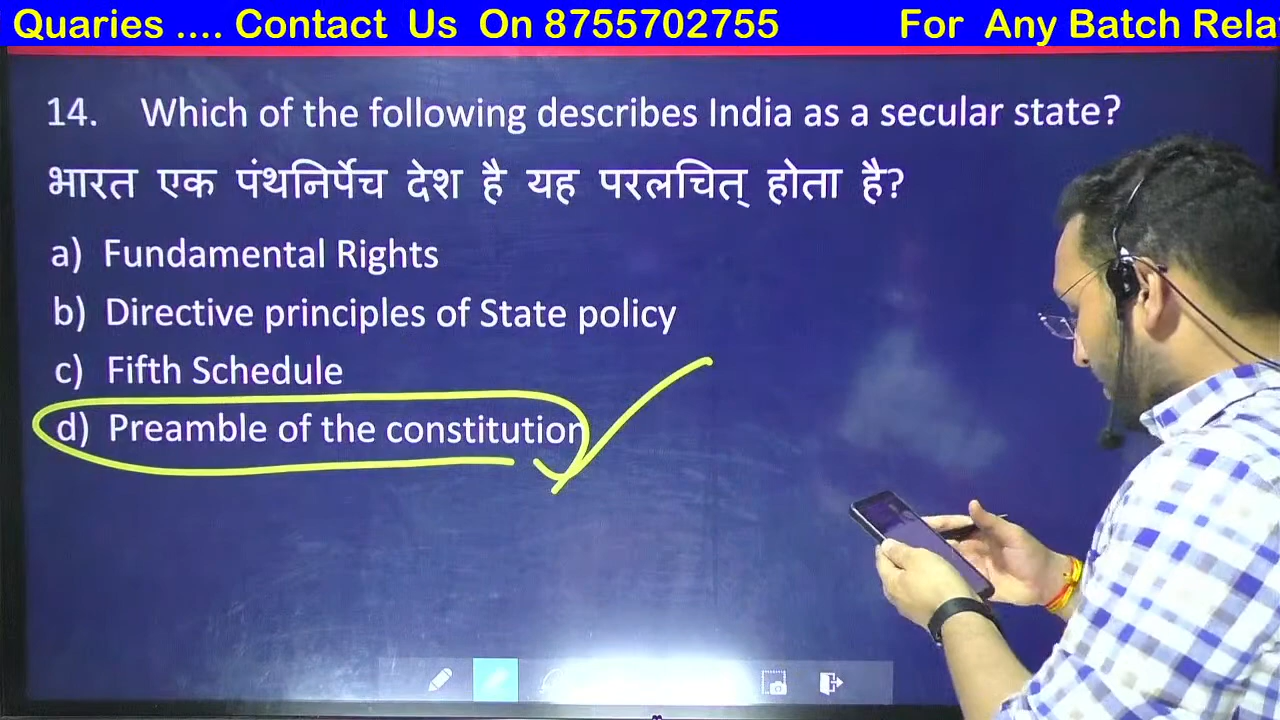 Quaries .... Contact Us On 8755702755 For Any Batch Rela
14. Which of the following describes India as a secular state?
भारत एक पंथनिर्पेच देश है यह परलचित् होता है?
a) Fundamental Rights
b) Directive principles of State policy
c) Fifth Schedule
d) Preamble of the constitution